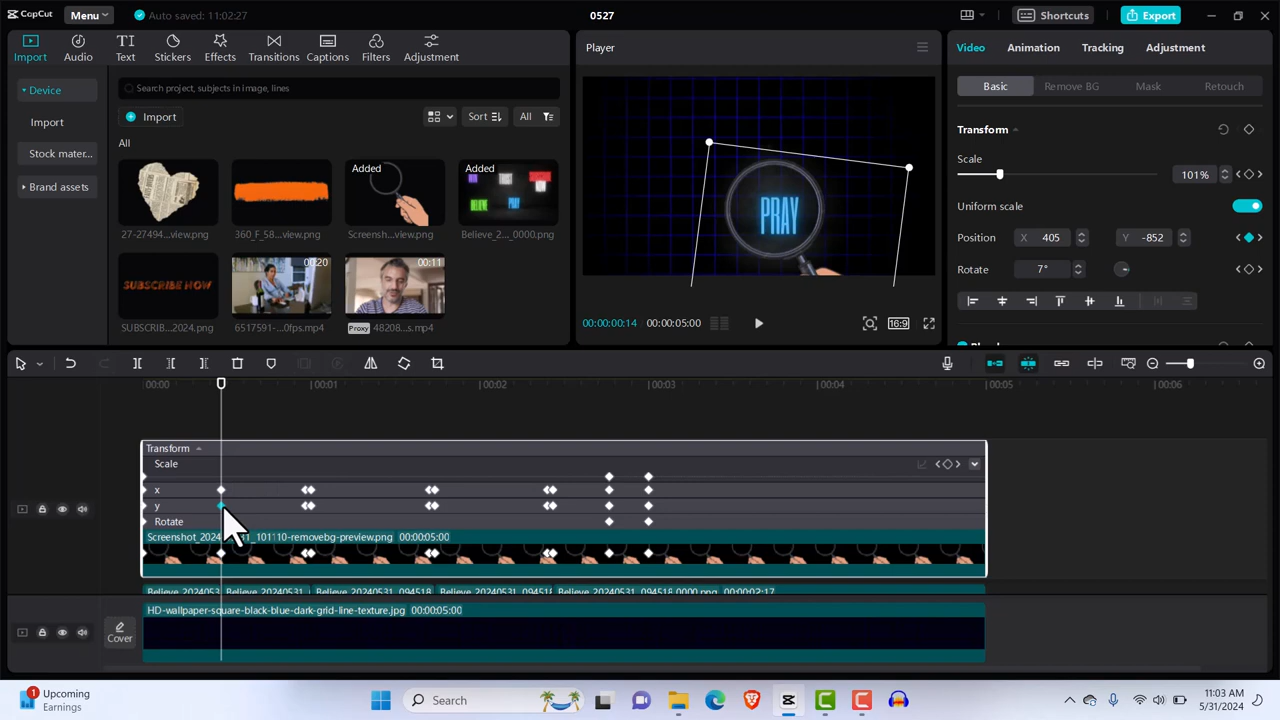 CapCut
Menu
Auto saved: 11:02:27
0527
Shortcuts
Export
Import
Audio
Text
Stickers
Effects
Transitions
Captions
Filters
Adjustment
Device
Import
Stock mater...
Brand assets
Search project, subjects in image, lines
Import
Sort
All
All
27-27494...view.png
360_F_58...view.png
Added
Screensh...view.png
Added
Believe_2..._0000.png
SUBSCRIBE NOW
SUBSCRIB...2024.png
00:20
6517591-...0fps.mp4
00:11
Proxy
48208...s.mp4
Player
PRAY
00:00:00:14
00:00:05:00
16:9
Video
Animation
Tracking
Adjustment
Basic
Remove BG
Mask
Retouch
Transform
Scale
101%
Uniform scale
Position
X 405
Y -852
Rotate
7°
00:00
00:01
00:02
00:03
00:04
00:05
00:06
Transform
Scale
x
y
Rotate
00:00:05:00
HD-wallpaper-square-black-blue-dark-grid-line-texture.jpg 00:00:05:00
Cover
1
Upcoming
Earnings
Search
11:03 AM
5/31/2024